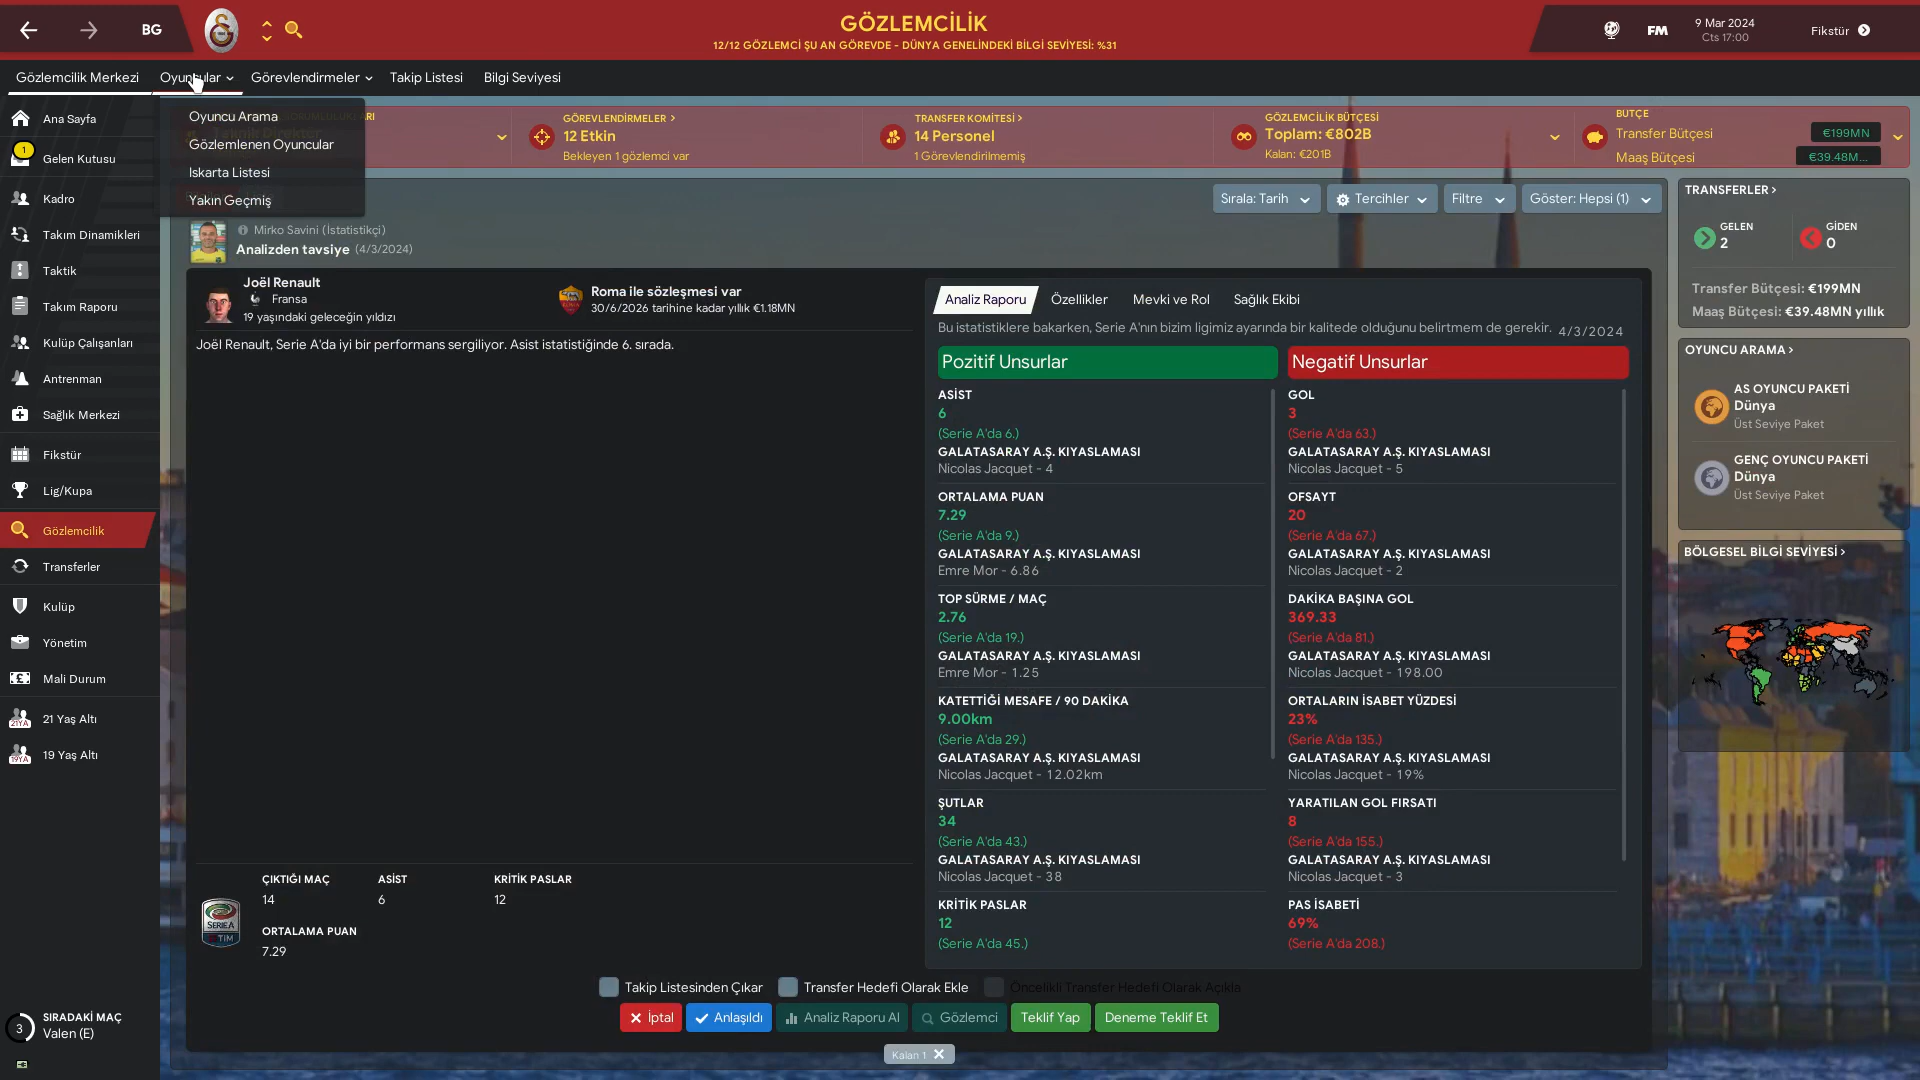 BG
GÖZLEMCİLİK
12/12 GÖZLEMCİ ŞU AN GÖREVDE - DÜNYA GENELİNDEKİ BİLGİ SEVİYESİ: %31
FM
9 Mar 2024
Cts 17:00
Fikstür
Gözlemcilik Merkezi
Oyuncular
Görevlendirmeler
Takip Listesi
Bilgi Seviyesi
Oyuncu Arama
Gözlemlenen Oyuncular
Iskarta Listesi
Yakın Geçmiş
GÖREVLENDİRMELER >
12 Etkin
Bekleyen 1 gözlemci var
TRANSFER KOMİTESİ >
14 Personel
1 Görevlendirilmemiş
GÖZLEMCİLİK BÜTÇESİ
Toplam: €802B
Kalan: €201B
BÜTÇE
Transfer Bütçesi €199MN
Maaş Bütçesi €39.48M...
Ana Sayfa
1
Gelen Kutusu
Kadro
Takım Dinamikleri
Taktik
Takım Raporu
Kulüp Çalışanları
Antrenman
Sağlık Merkezi
Fikstür
Lig/Kupa
Gözlemcilik
Transferler
Kulüp
Yönetim
Mali Durum
21YA
21 Yaş Altı
19YA
19 Yaş Altı
3
SIRADAKİ MAÇ
Valen (E)
Sırala: Tarih
Tercihler
Filtre
Göster: Hepsi (1)
Mirko Savini (İstatistikçi)
Analizden tavsiye (4/3/2024)
Joël Renault
Fransa
19 yaşındaki geleceğin yıldızı
Roma ile sözleşmesi var
30/6/2026 tarihine kadar yıllık €1.18MN
Joël Renault, Serie A'da iyi bir performans sergiliyor. Asist istatistiğinde 6. sırada.
SERIE A
TIM
ÇIKTIĞI MAÇ
14
ASİST
6
KRİTİK PASLAR
12
ORTALAMA PUAN
7.29
Analiz Raporu
Özellikler
Mevki ve Rol
Sağlık Ekibi
Bu istatistiklere bakarken, Serie A'nın bizim ligimiz ayarında bir kalitede olduğunu belirtmem de gerekir.
4/3/2024
Pozitif Unsurlar
ASİST
6
(Serie A'da 6.)
GALATASARAY A.Ş. KIYASLAMASI
Nicolas Jacquet - 4
ORTALAMA PUAN
7.29
(Serie A'da 9.)
GALATASARAY A.Ş. KIYASLAMASI
Emre Mor - 6.86
TOP SÜRME / MAÇ
2.76
(Serie A'da 19.)
GALATASARAY A.Ş. KIYASLAMASI
Emre Mor - 1.25
KATETTİĞİ MESAFE / 90 DAKİKA
9.00km
(Serie A'da 29.)
GALATASARAY A.Ş. KIYASLAMASI
Nicolas Jacquet - 12.02km
ŞUTLAR
34
(Serie A'da 43.)
GALATASARAY A.Ş. KIYASLAMASI
Nicolas Jacquet - 38
KRİTİK PASLAR
12
(Serie A'da 45.)
Negatif Unsurlar
GOL
3
(Serie A'da 63.)
GALATASARAY A.Ş. KIYASLAMASI
Nicolas Jacquet - 5
OFSAYT
20
(Serie A'da 67.)
GALATASARAY A.Ş. KIYASLAMASI
Nicolas Jacquet - 2
DAKİKA BAŞINA GOL
369.33
(Serie A'da 81.)
GALATASARAY A.Ş. KIYASLAMASI
Nicolas Jacquet - 198.00
ORTALARIN İSABET YÜZDESİ
23%
(Serie A'da 135.)
GALATASARAY A.Ş. KIYASLAMASI
Nicolas Jacquet - 19%
YARATILAN GOL FIRSATI
8
(Serie A'da 155.)
GALATASARAY A.Ş. KIYASLAMASI
Nicolas Jacquet - 3
PAS İSABETİ
69%
(Serie A'da 208.)
Takip Listesinden Çıkar
Transfer Hedefi Olarak Ekle
Öncelikli Transfer Hedefi Olarak Açıkla
İptal
Anlaşıldı
Analiz Raporu Al
Gözlemci
Teklif Yap
Deneme Teklif Et
Kalan 1
TRANSFERLER >
GELEN
2
GİDEN
0
Transfer Bütçesi: €199MN
Maaş Bütçesi: €39.48MN yıllık
OYUNCU ARAMA >
AS OYUNCU PAKETİ
Dünya
Üst Seviye Paket
GENÇ OYUNCU PAKETİ
Dünya
Üst Seviye Paket
BÖLGESEL BİLGİ SEVİYESİ >